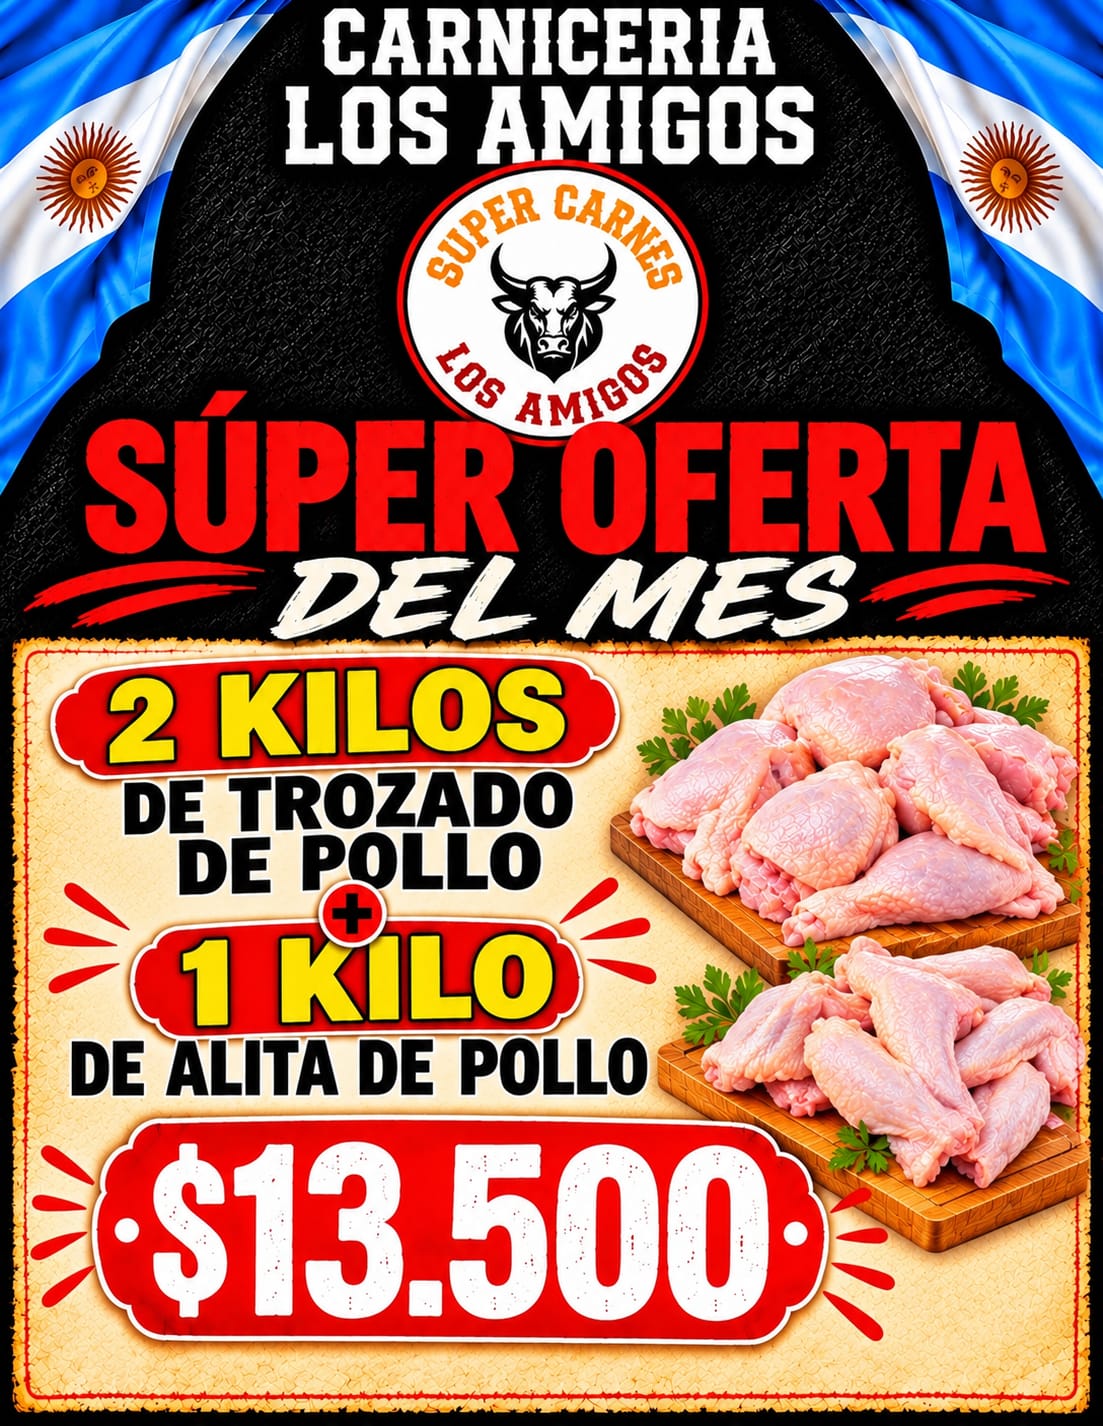 CARNICERIA
LOS AMIGOS
SUPER CARNES
LOS AMIGOS
SÚPER OFERTA
DEL MES
2 KILOS
DE TROZADO
DE POLLO
+
1 KILO
DE ALITA DE POLLO
$13.500